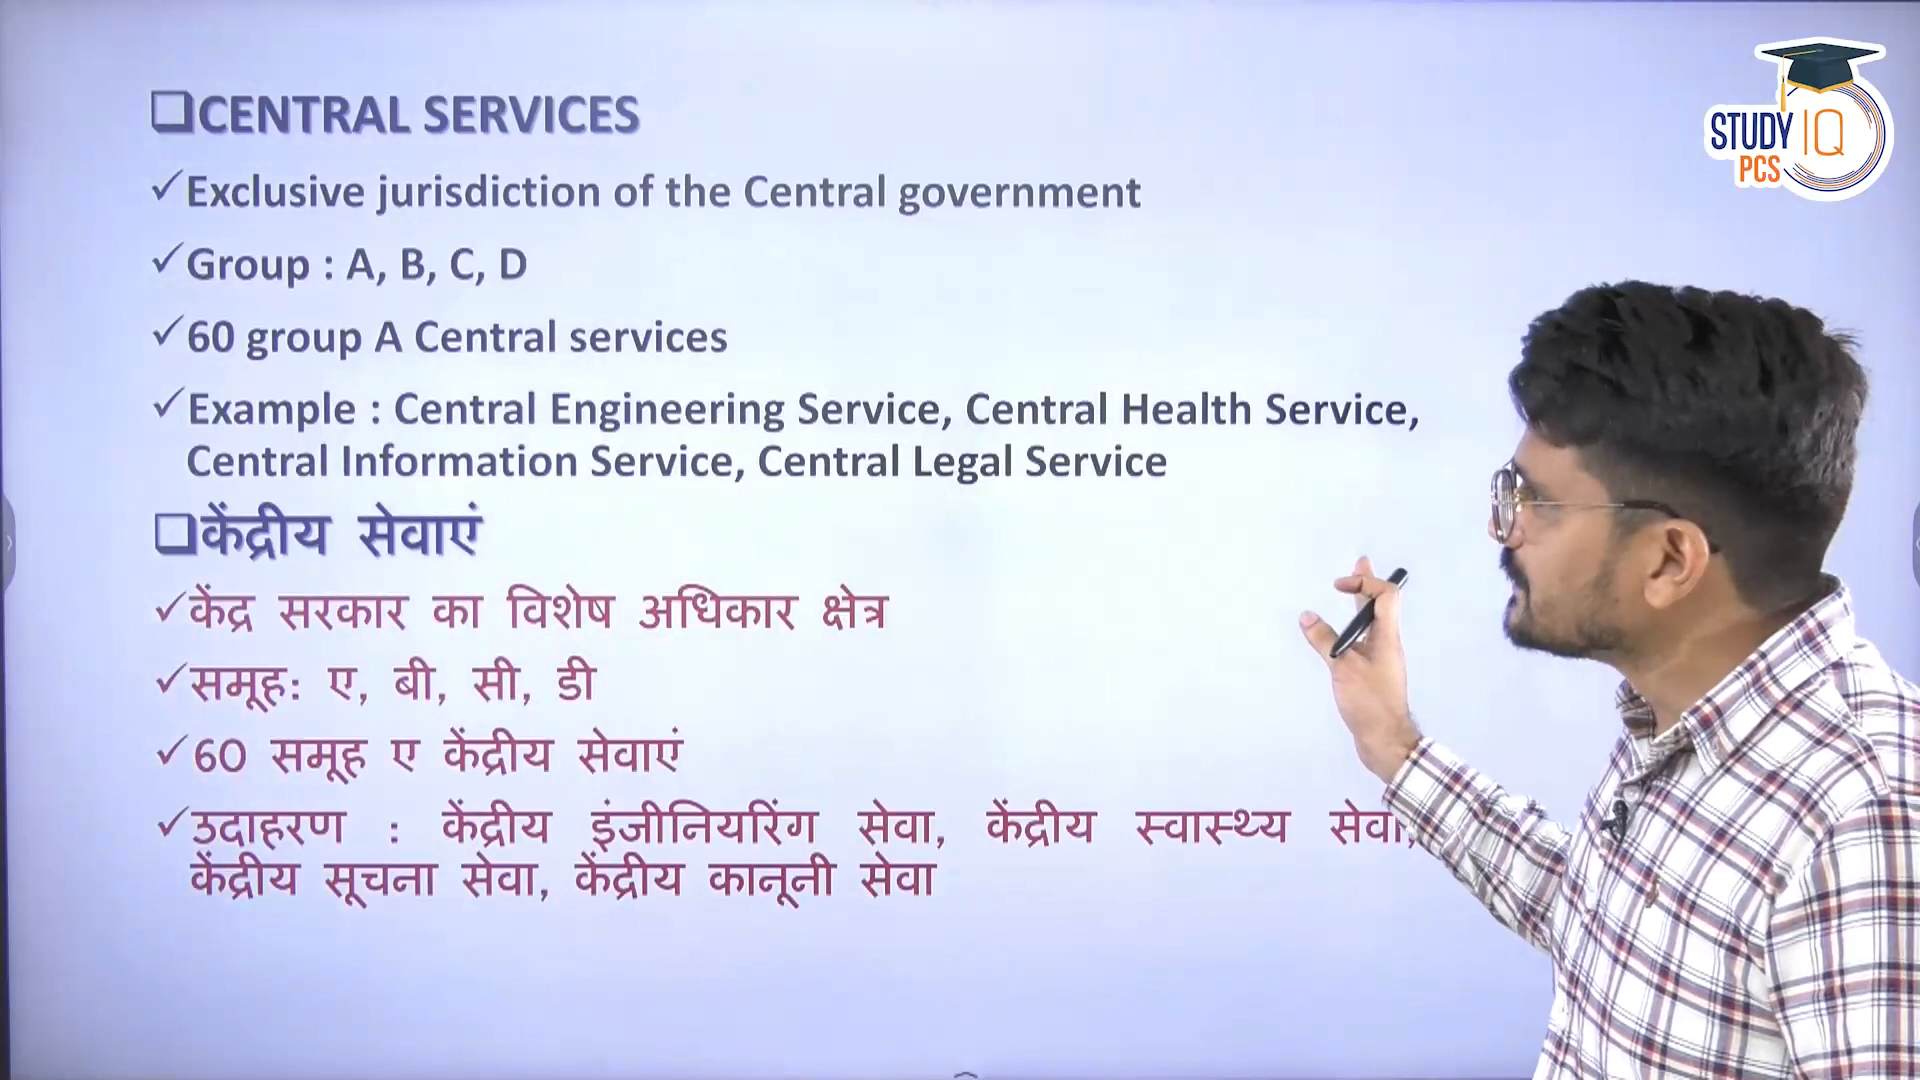 CENTRAL SERVICES
Exclusive jurisdiction of the Central government
Group : A, B, C, D
60 group A Central services
Example : Central Engineering Service, Central Health Service,
Central Information Service, Central Legal Service
केंद्रीय सेवाएं
केंद्र सरकार का विशेष अधिकार क्षेत्र
समूह: ए, बी, सी, डी
60 समूह ए केंद्रीय सेवाएं
उदाहरण : केंद्रीय इंजीनियरिंग सेवा, केंद्रीय स्वास्थ्य सेवा,
केंद्रीय सूचना सेवा, केंद्रीय कानूनी सेवा
STUDY IQ
PCS